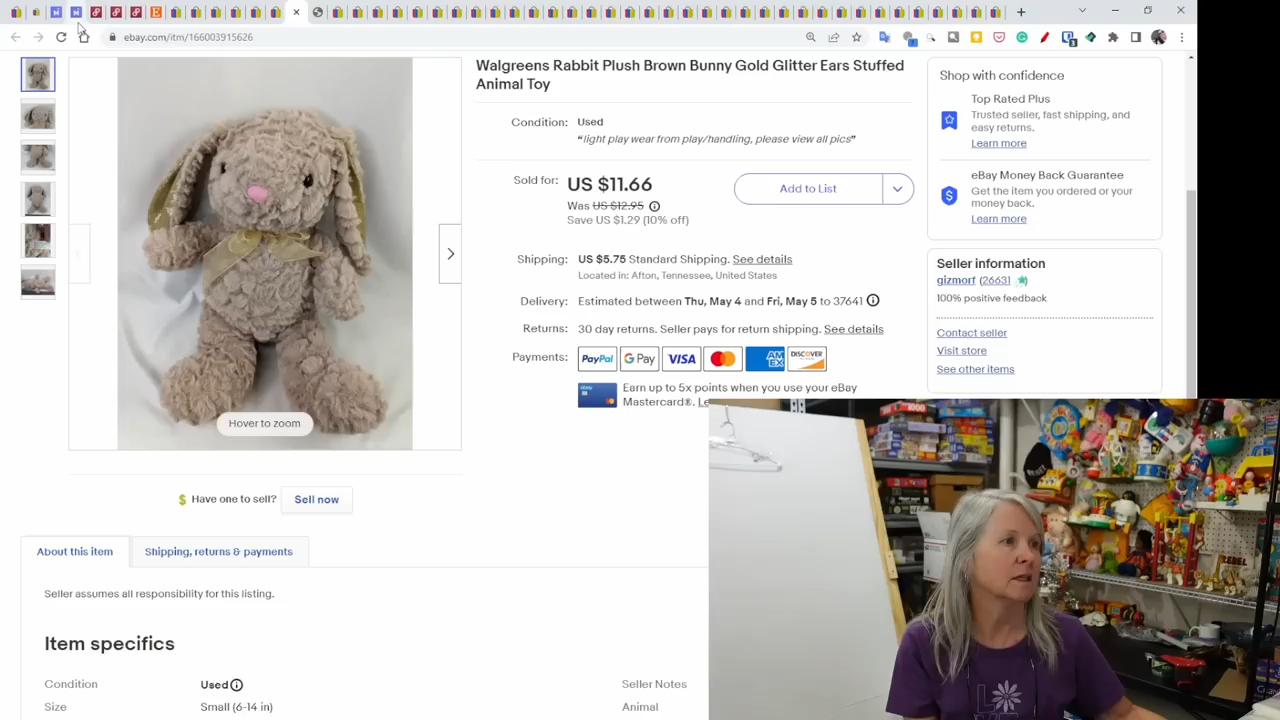 ebay.com/itm/166003915626
Walgreens Rabbit Plush Brown Bunny Gold Glitter Ears Stuffed
Animal Toy
Condition: Used
“light play wear from play/handling, please view all pics”
Sold for: US $11.66
Was US $12.95
Save US $1.29 (10% off)
Add to List
Shipping: US $5.75 Standard Shipping. See details
Located in: Afton, Tennessee, United States
Delivery: Estimated between Thu, May 4 and Fri, May 5 to 37641
Returns: 30 day returns. Seller pays for return shipping. See details
Payments: PayPal G Pay VISA MasterCard AMEX DISCOVER
Earn up to 5x points when you use your eBay
Mastercard®. Le
Hover to zoom
Have one to sell? Sell now
About this item
Shipping, returns & payments
Seller assumes all responsibility for this listing.
Item specifics
Condition Used
Seller Notes
Size Small (6-14 in)
Animal
Shop with confidence
Top Rated Plus
Trusted seller, fast shipping, and
easy returns.
Learn more
eBay Money Back Guarantee
Get the item you ordered or your
money back.
Learn more
Seller information
gizmorf (2663)
100% positive feedback
Contact seller
Visit store
See other items